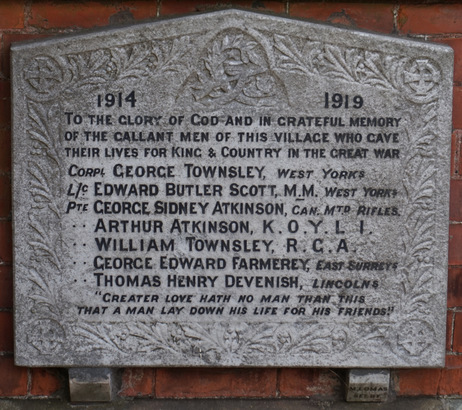 1914 1919
TO THE GLORY OF GOD AND IN GRATEFUL MEMORY
OF THE GALLANT MEN OF THIS VILLAGE WHO GAVE
THEIR LIVES FOR KING & COUNTRY IN THE GREAT WAR
CORPL GEORGE TOWNSLEY, WEST YORKS
L/C EDWARD BUTLER SCOTT, M.M. WEST YORKS
PTE GEORGE SIDNEY ATKINSON, CAN. MTD RIFLES.
··· ARTHUR ATKINSON, K.O.Y.L.I.
··· WILLIAM TOWNSLEY, R.G.A.
··· GEORGE EDWARD FARMEREY, EAST SURREYS
··· THOMAS HENRY DEVENISH, LINCOLNS
"GREATER LOVE HATH NO MAN THAN THIS
THAT A MAN LAY DOWN HIS LIFE FOR HIS FRIENDS."